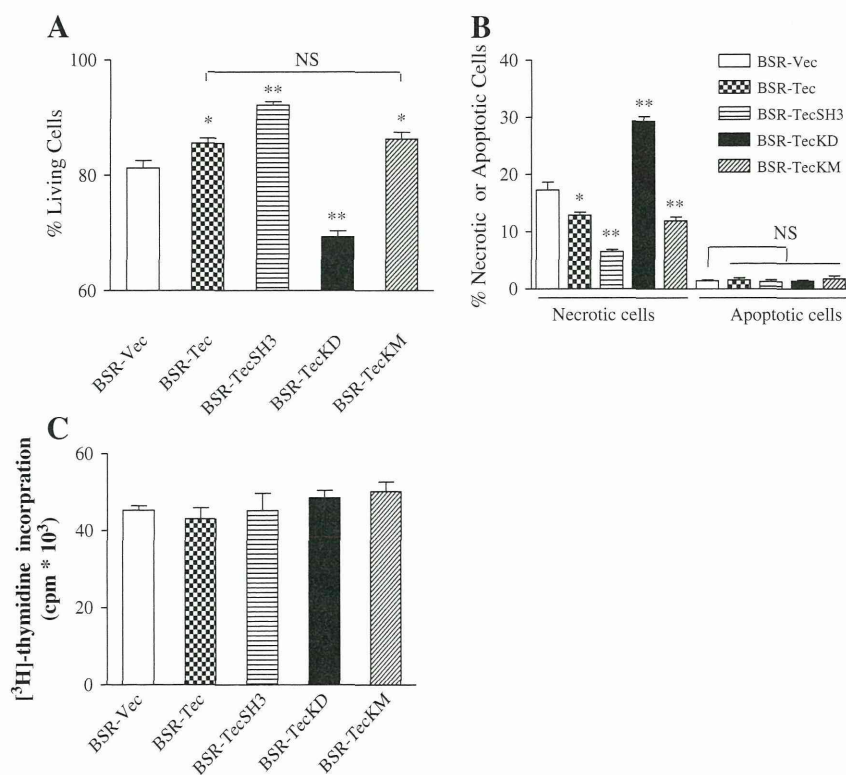 A
% Living Cells
100
80
60
NS
*
**
**
*
BSR-Vec
BSR-Tec
BSR-TecSH3
BSR-TecKD
BSR-TecKM
B
% Necrotic or Apoptotic Cells
40
30
20
10
0
BSR-Vec
BSR-Tec
BSR-TecSH3
BSR-TecKD
BSR-TecKM
*
**
**
**
NS
Necrotic cells
Apoptotic cells
C
[³H]-thymidine incorpration
(cpm * 10³)
60
40
20
0
BSR-Vec
BSR-Tec
BSR-TecSH3
BSR-TecKD
BSR-TecKM